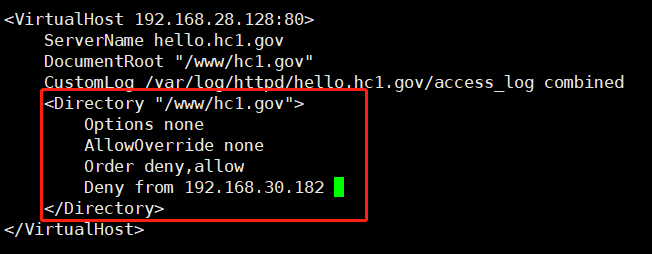 <VirtualHost 192.168.28.128:80>
    ServerName hello.hc1.gov
    DocumentRoot "/www/hc1.gov"
    CustomLog /var/log/httpd/hello.hc1.gov/access_log combined
    <Directory "/www/hc1.gov">
        Options none
        AllowOverride none
        Order deny,allow
        Deny from 192.168.30.182
    </Directory>
</VirtualHost>